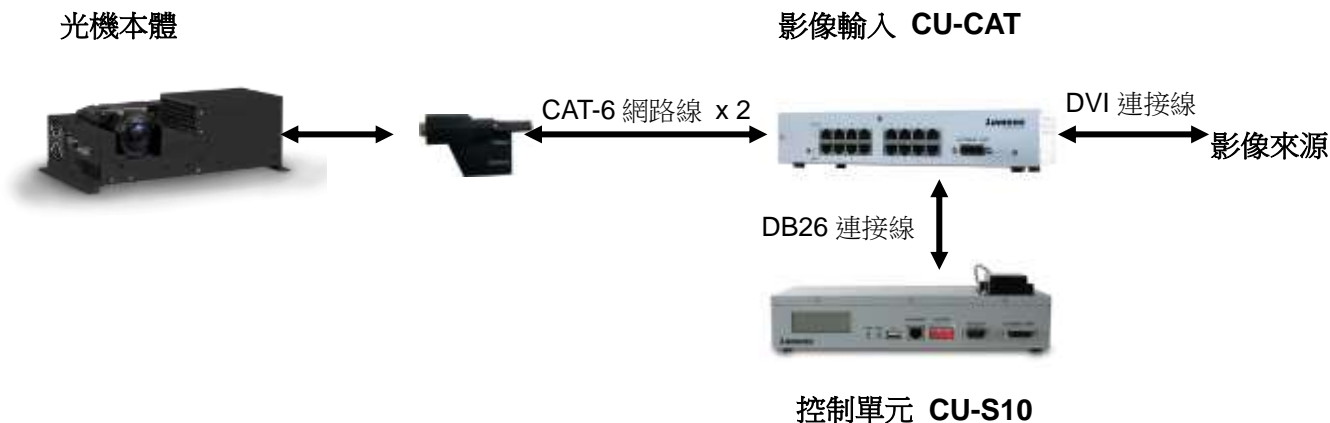 光機本體
影像輸入 CU-CAT
CAT-6 網路線 x 2
DVI 連接線
影像來源
DB26 連接線
控制單元 CU-S10